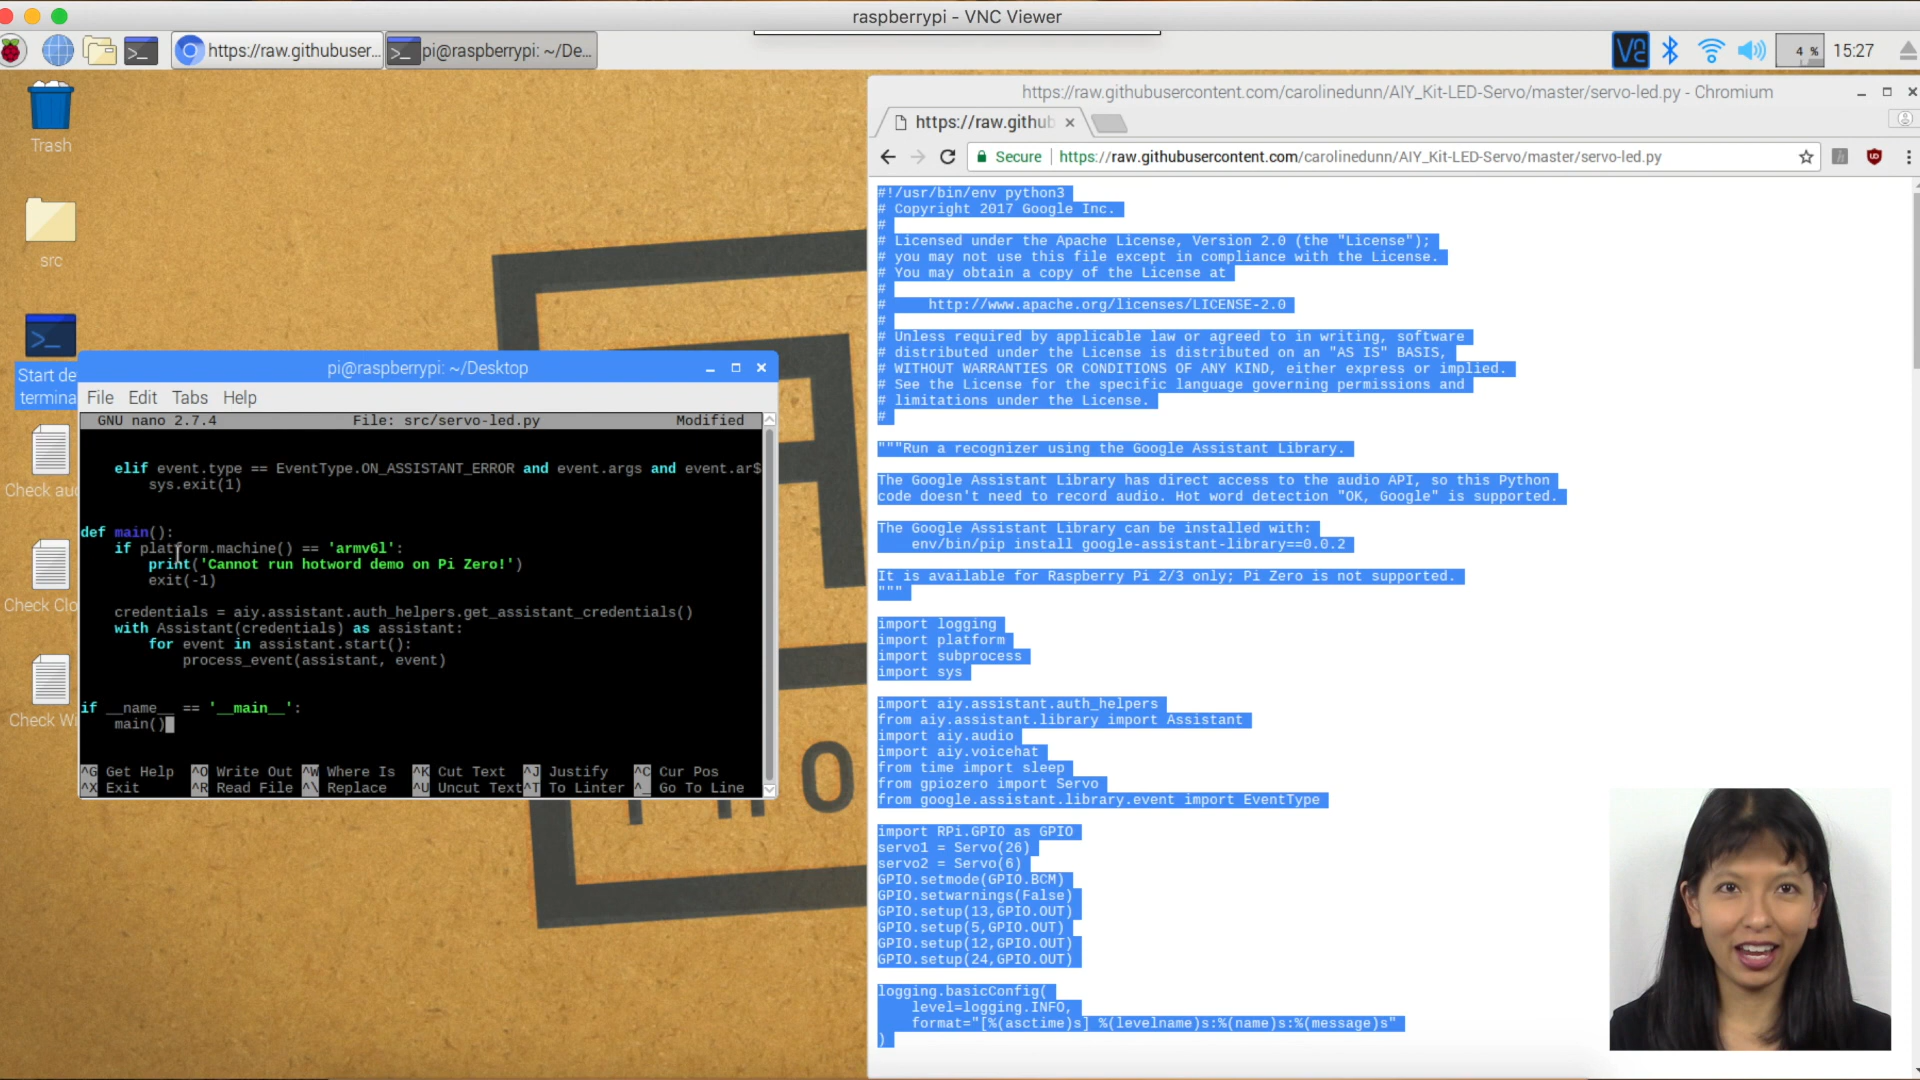 raspberrypi - VNC Viewer
https://raw.githubuser...
pi@raspberrypi: ~/De...
4 %
15:27
Trash
src
Start de
termina
Check aud
Check Clo
Check Wi
pi@raspberrypi: ~/Desktop
File Edit Tabs Help
GNU nano 2.7.4 File: src/servo-led.py Modified
elif event.type == EventType.ON_ASSISTANT_ERROR and event.args and event.ar$
sys.exit(1)
def main():
if platform.machine() == 'armv6l':
print('Cannot run hotword demo on Pi Zero!')
exit(-1)
credentials = aiy.assistant.auth_helpers.get_assistant_credentials()
with Assistant(credentials) as assistant:
for event in assistant.start():
process_event(assistant, event)
if __name__ == '__main__':
main()
^G Get Help ^O Write Out ^W Where Is ^K Cut Text ^J Justify ^C Cur Pos
^X Exit ^R Read File ^\ Replace ^U Uncut Text ^T To Linter ^_ Go To Line
https://raw.githubusercontent.com/carolinedunn/AIY_Kit-LED-Servo/master/servo-led.py - Chromium
https://raw.github
Secure https://raw.githubusercontent.com/carolinedunn/AIY_Kit-LED-Servo/master/servo-led.py
#!/usr/bin/env python3
# Copyright 2017 Google Inc.
#
# Licensed under the Apache License, Version 2.0 (the "License");
# you may not use this file except in compliance with the License.
# You may obtain a copy of the License at
#
# http://www.apache.org/licenses/LICENSE-2.0
#
# Unless required by applicable law or agreed to in writing, software
# distributed under the License is distributed on an "AS IS" BASIS,
# WITHOUT WARRANTIES OR CONDITIONS OF ANY KIND, either express or implied.
# See the License for the specific language governing permissions and
# limitations under the License.
#
"""Run a recognizer using the Google Assistant Library.
The Google Assistant Library has direct access to the audio API, so this Python
code doesn't need to record audio. Hot word detection "OK, Google" is supported.
The Google Assistant Library can be installed with:
env/bin/pip install google-assistant-library==0.0.2
It is available for Raspberry Pi 2/3 only; Pi Zero is not supported.
"""
import logging
import platform
import subprocess
import sys
import aiy.assistant.auth_helpers
from aiy.assistant.library import Assistant
import aiy.audio
import aiy.voicehat
from time import sleep
from gpiozero import Servo
from google.assistant.library.event import EventType
import RPi.GPIO as GPIO
servo1 = Servo(26)
servo2 = Servo(6)
GPIO.setmode(GPIO.BCM)
GPIO.setwarnings(False)
GPIO.setup(13,GPIO.OUT)
GPIO.setup(5,GPIO.OUT)
GPIO.setup(12,GPIO.OUT)
GPIO.setup(24,GPIO.OUT)
logging.basicConfig(
level=logging.INFO,
format="[%(asctime)s] %(levelname)s:%(name)s:%(message)s"
)